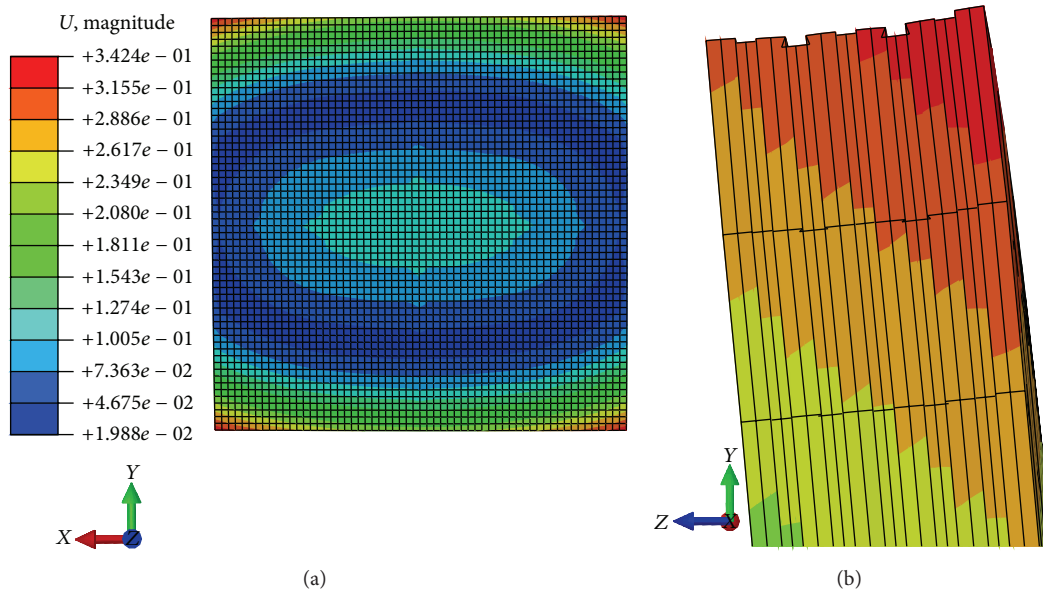 U, magnitude
+3.424e − 01
+3.155e − 01
+2.886e − 01
+2.617e − 01
+2.349e − 01
+2.080e − 01
+1.811e − 01
+1.543e − 01
+1.274e − 01
+1.005e − 01
+7.363e − 02
+4.675e − 02
+1.988e − 02
Y
X
Z
Y
Z
X
(a)
(b)